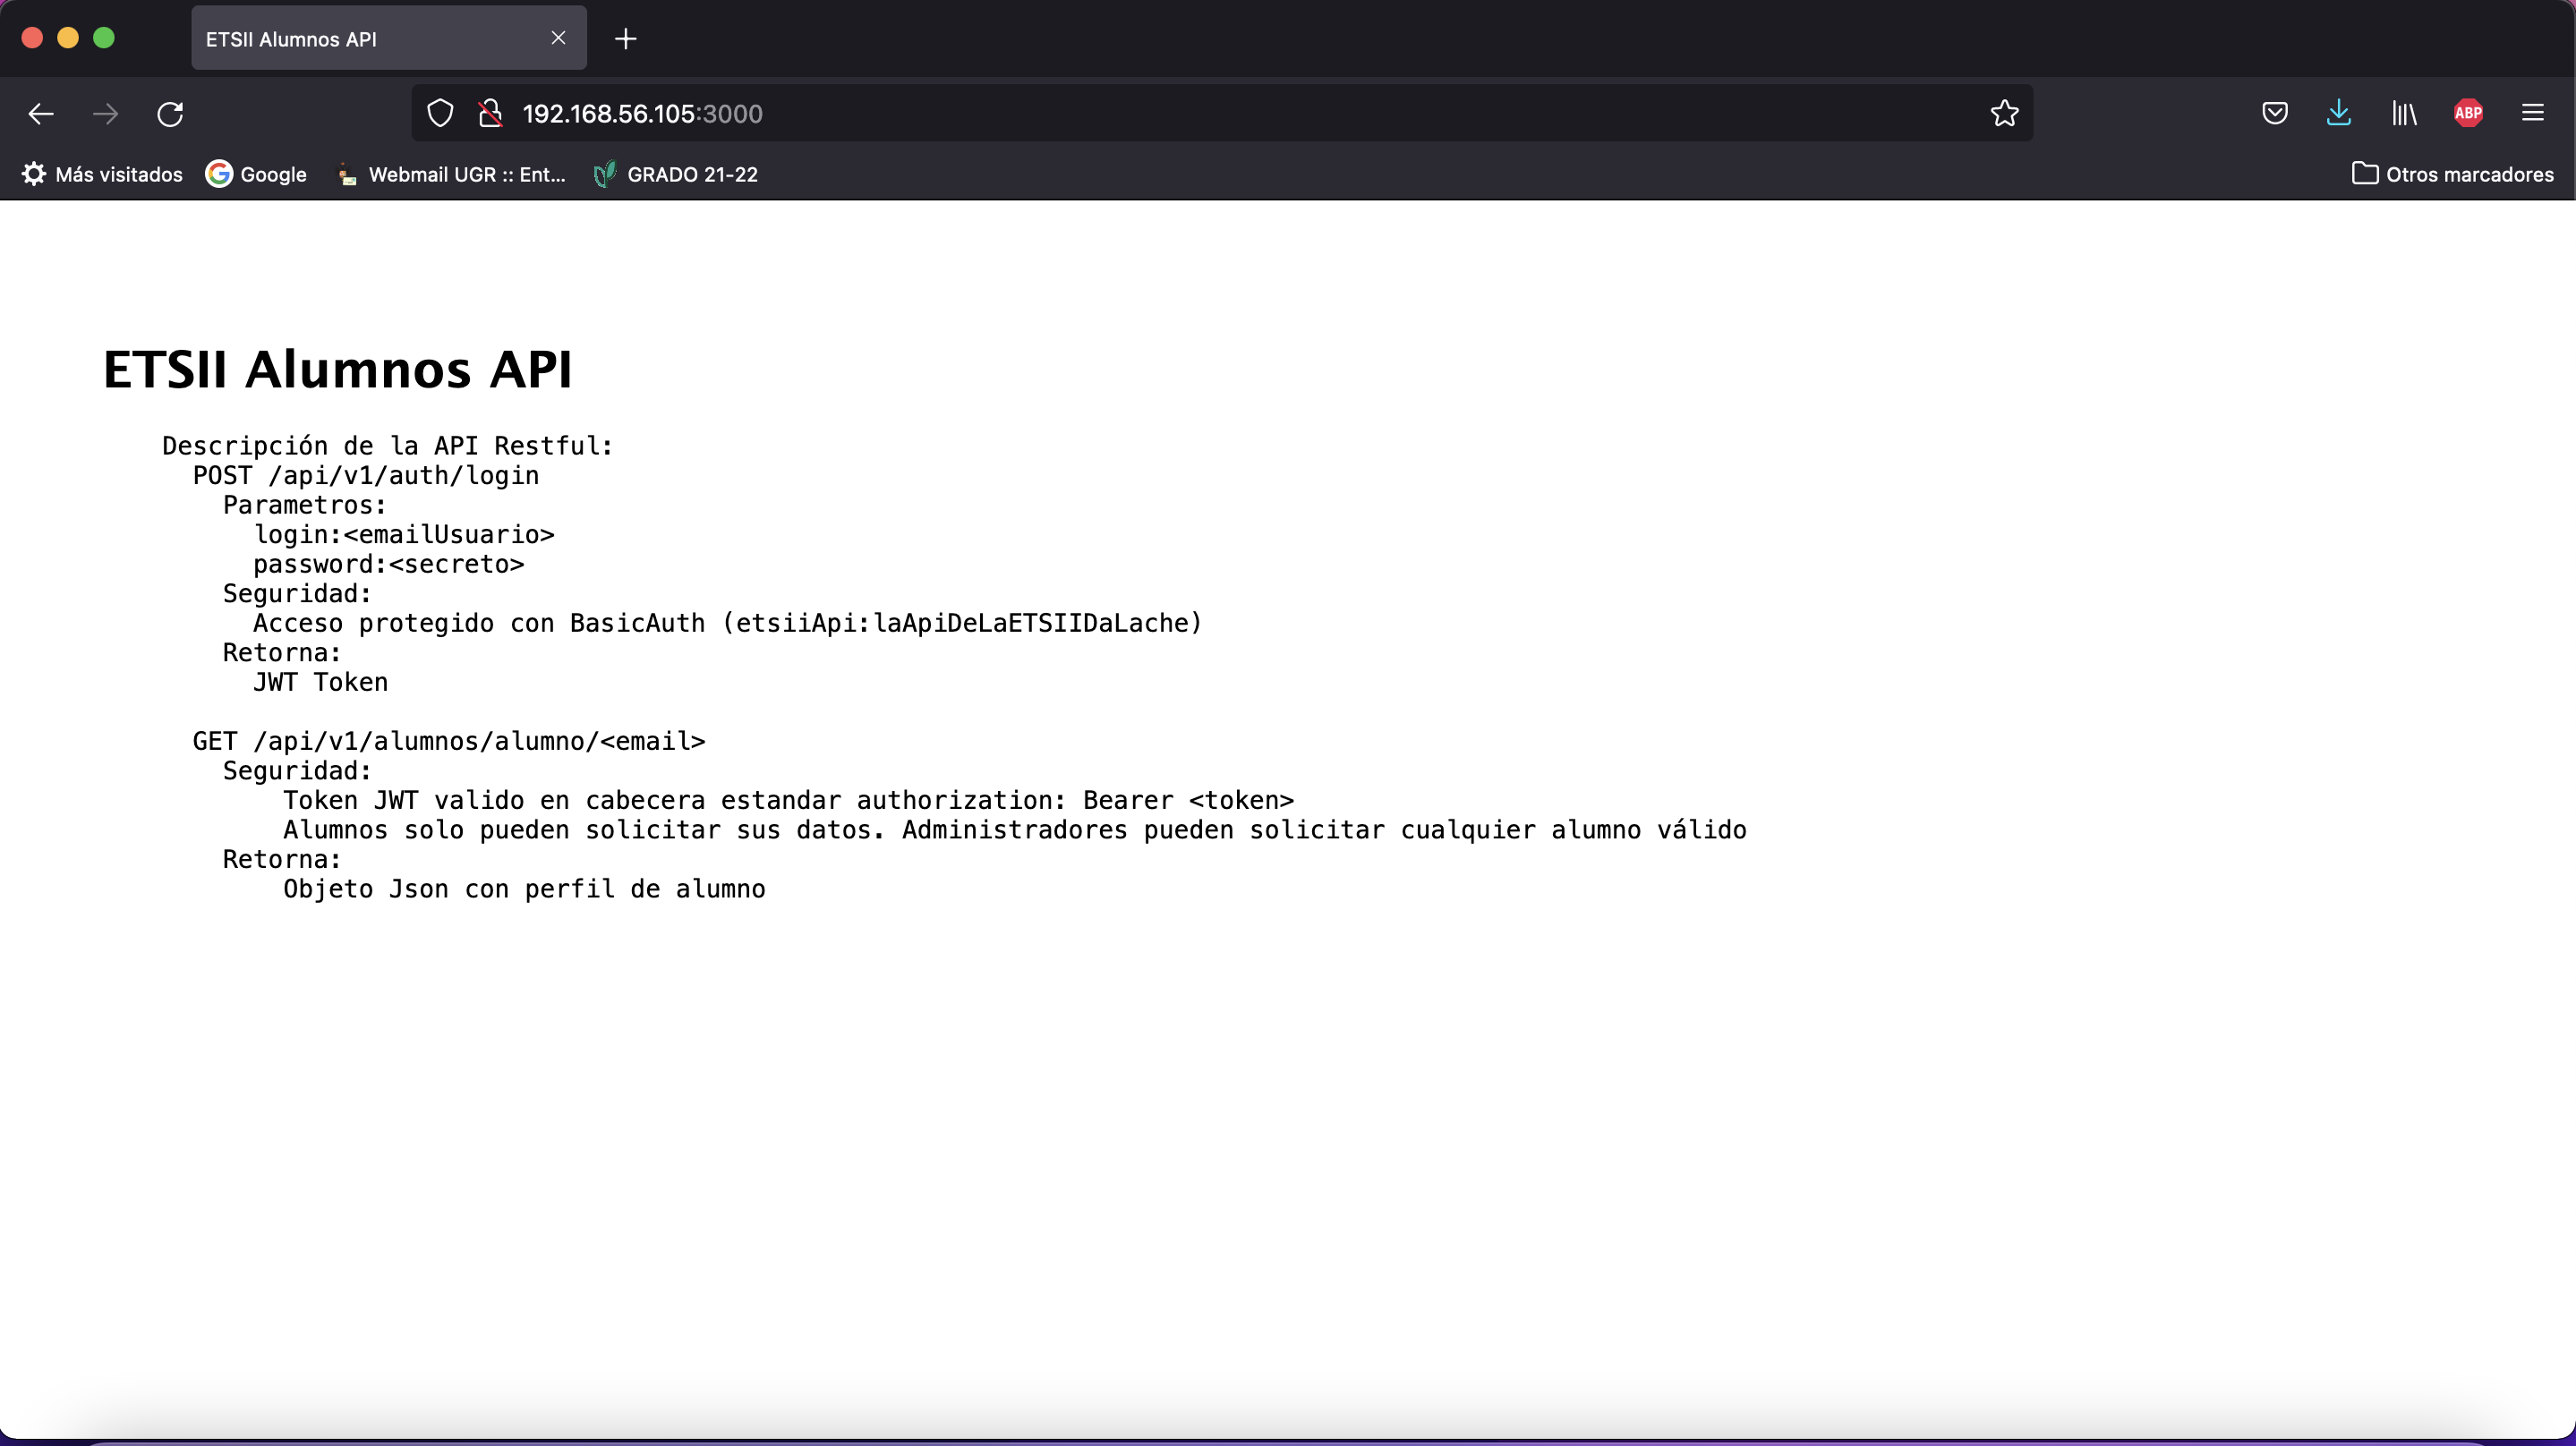 ETSII Alumnos API
192.168.56.105:3000
ABP
Más visitados
Google
Webmail UGR :: Ent...
GRADO 21-22
Otros marcadores
ETSII Alumnos API
Descripción de la API Restful:
POST /api/v1/auth/login
Parametros:
login:<emailUsuario>
password:<secreto>
Seguridad:
Acceso protegido con BasicAuth (etsiiApi:laApiDeLaETSIIDaLache)
Retorna:
JWT Token
GET /api/v1/alumnos/alumno/<email>
Seguridad:
Token JWT valido en cabecera estandar authorization: Bearer <token>
Alumnos solo pueden solicitar sus datos. Administradores pueden solicitar cualquier alumno válido
Retorna:
Objeto Json con perfil de alumno